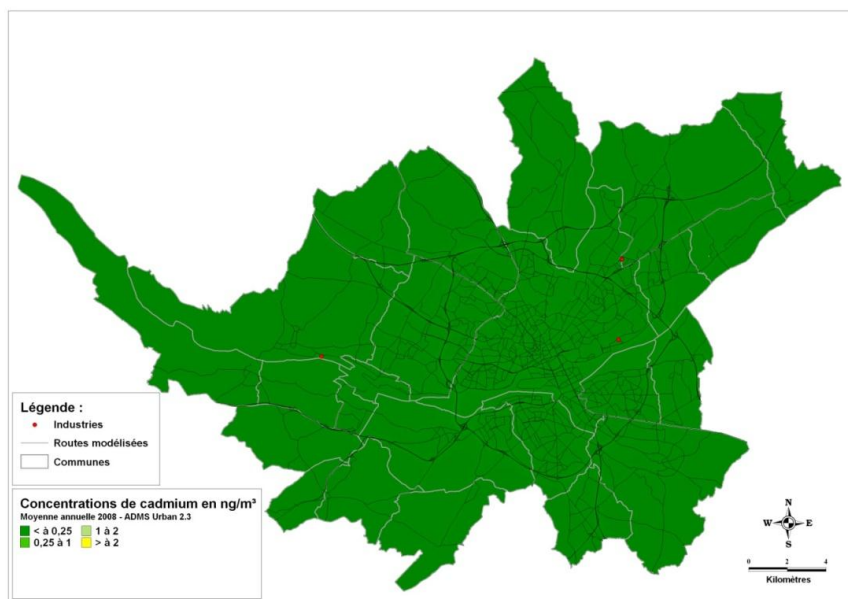 Légende :
Industries
Routes modélisées
Communes
Concentrations de cadmium en ng/m³
Moyenne annuelle 2008 - ADMS Urban 2.3
< à 0,25 1 à 2
0,25 à 1 > à 2
N
W E
S
0 2 4
Kilomètres